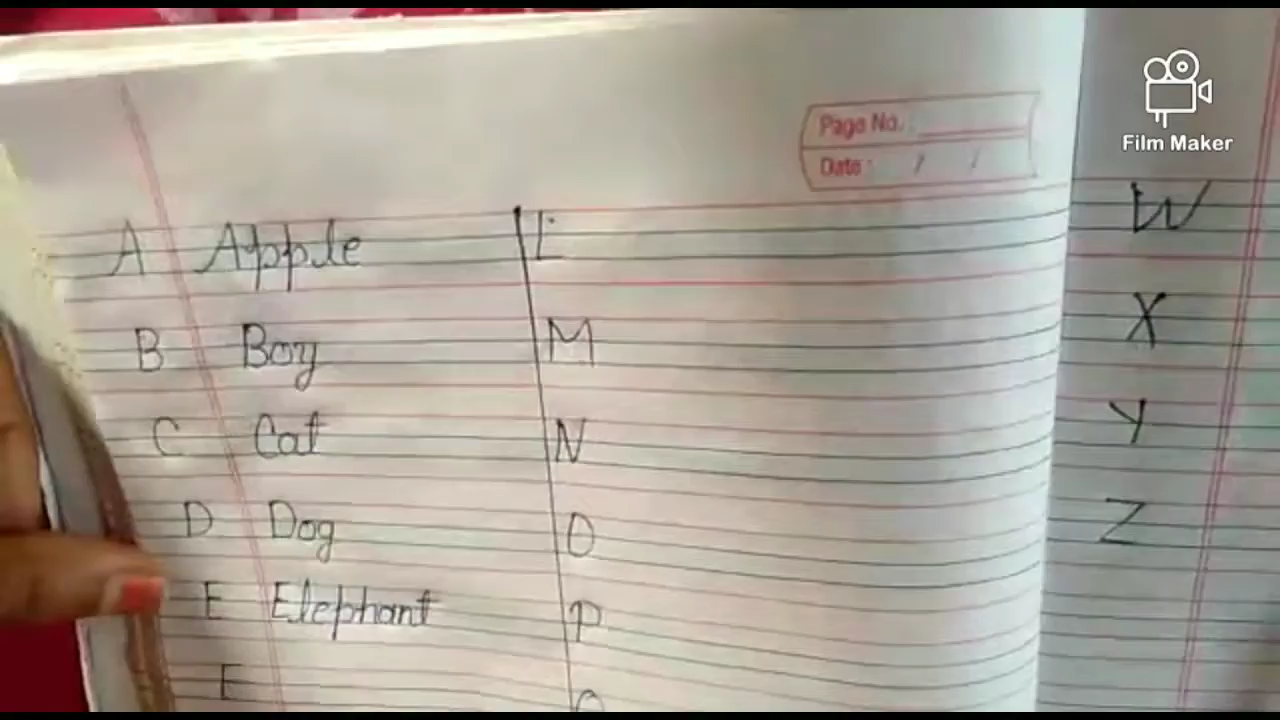 Page No.
Date : / /
Film Maker
A Apple
B Boy
C Cat
D Dog
E Elephant
F
L
M
N
O
P
Q
W
X
Y
Z